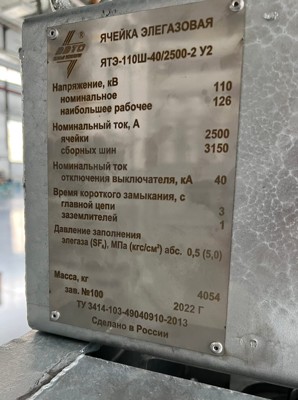 ЯЧЕЙКА ЭЛЕГАЗОВАЯ
ЯТЭ-110Ш-40/2500-2 У2
Напряжение, кВ
номинальное 110
наибольшее рабочее 126
Номинальный ток, А
ячейки 2500
сборных шин 3150
Номинальный ток
отключения выключателя, кА 40
Время короткого замыкания, с
главной цепи 3
заземлителей 1
Давление заполнения
элегаза (SF₆), МПа (кгс/см²) абс. 0,5 (5,0)
Масса, кг 4054
зав. №100 2022 Г
ТУ 3414-103-49040910-2013
Сделано в России